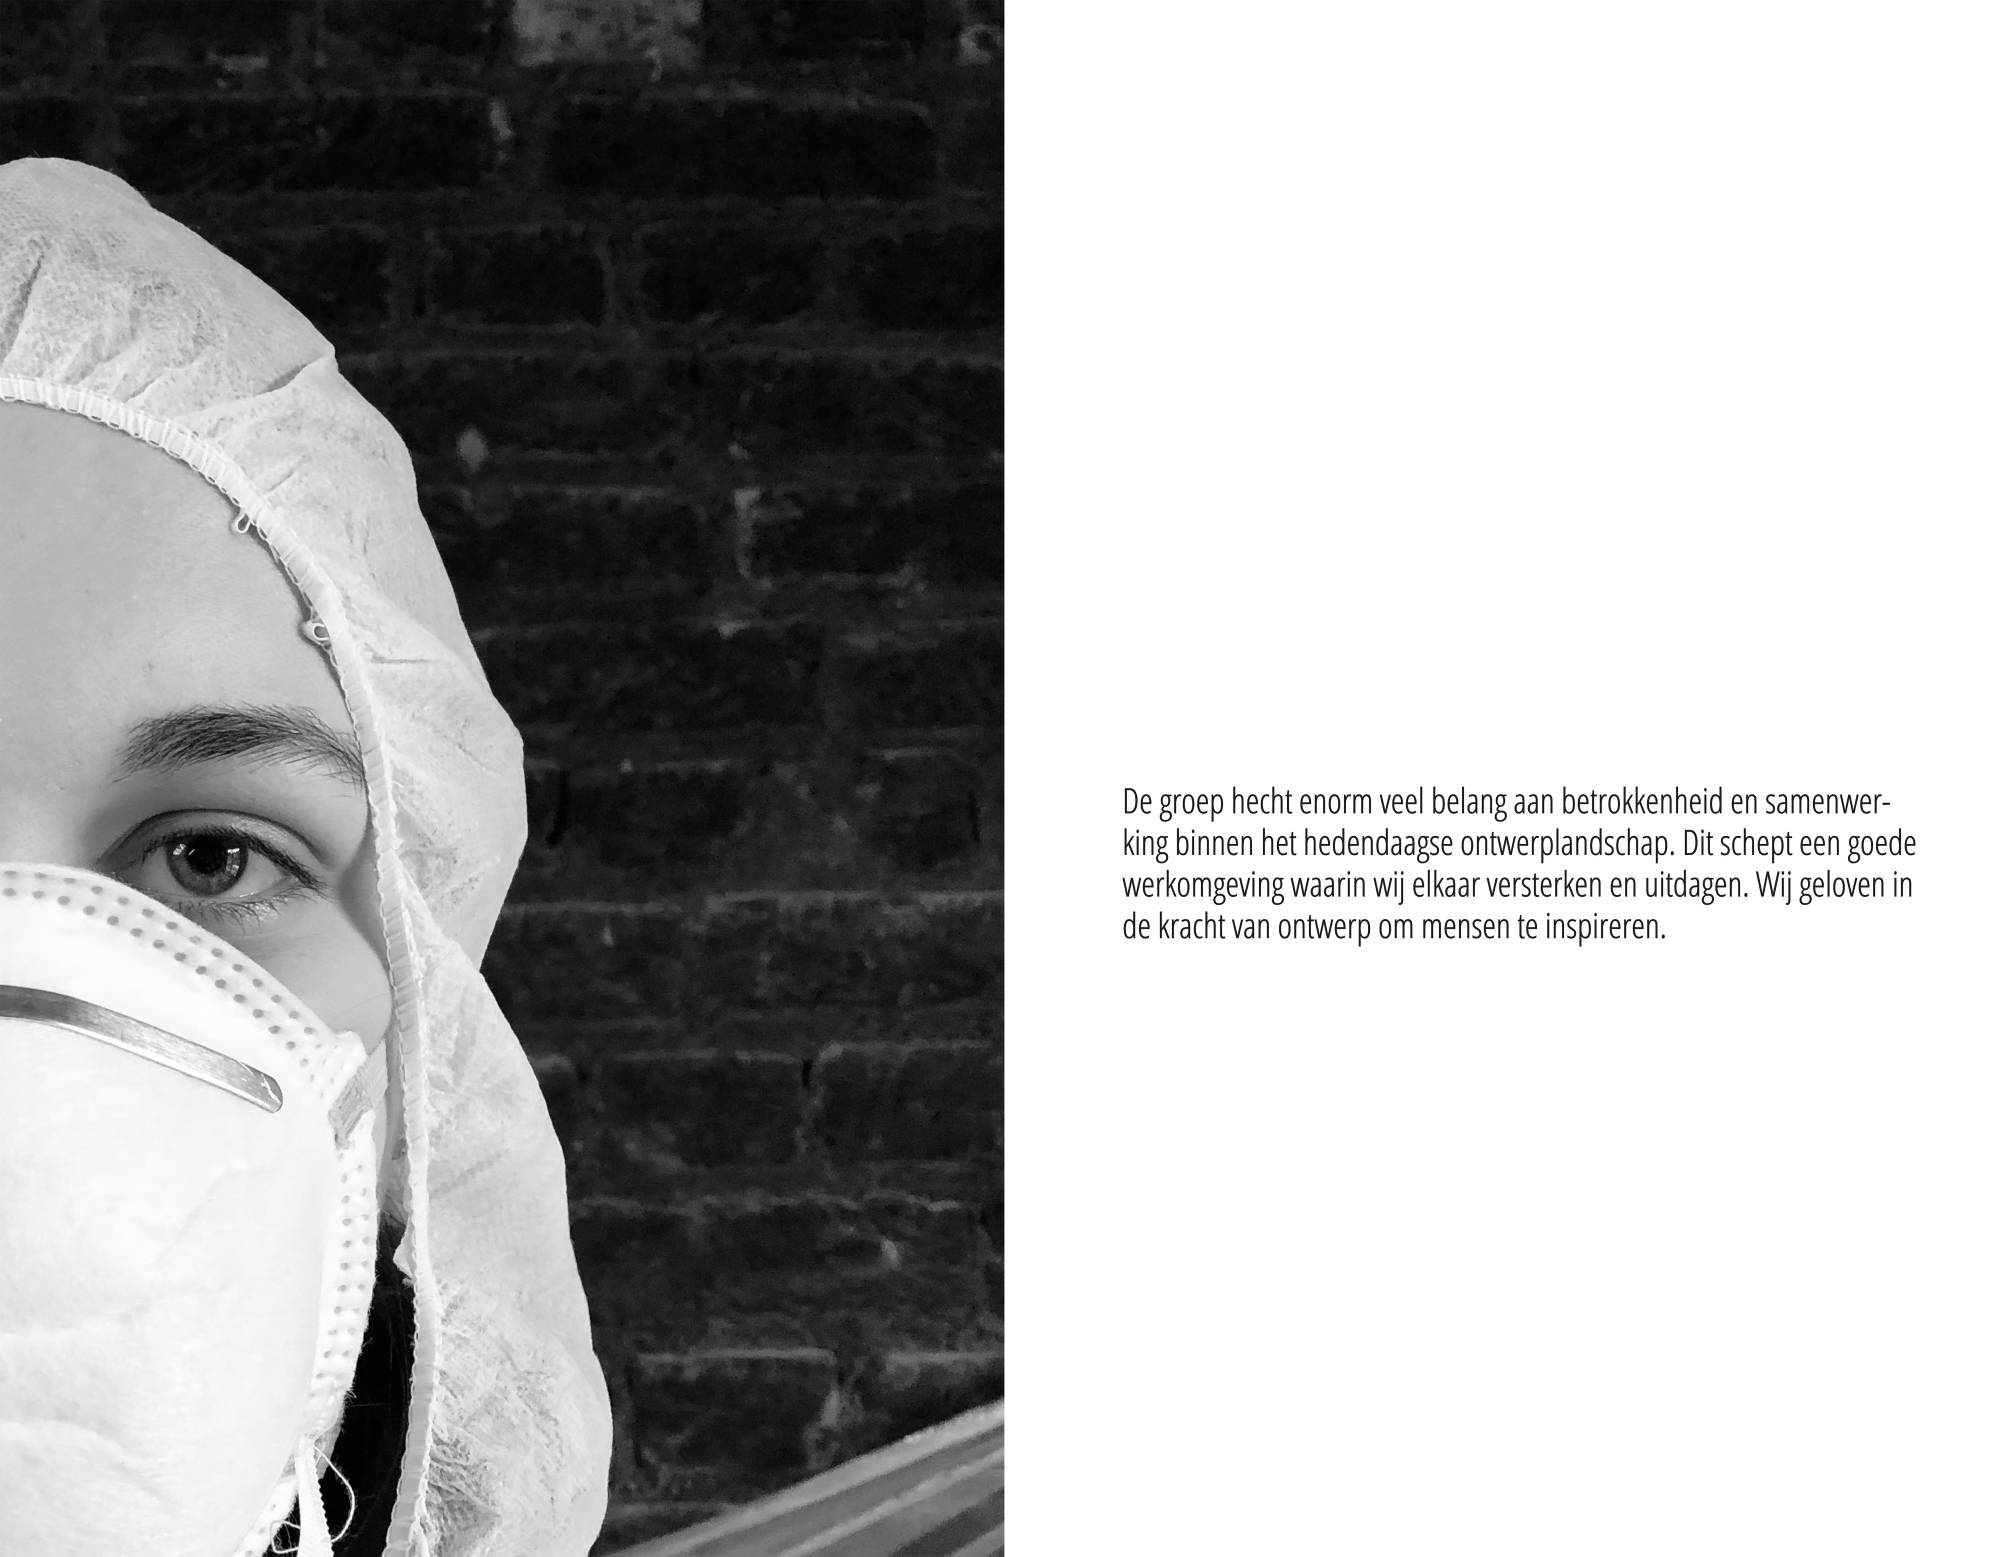 De groep hecht enorm veel belang aan betrokkenheid en samenwer-
king binnen het hedendaagse ontwerplandschap. Dit schept een goede
werkomgeving waarin wij elkaar versterken en uitdagen. Wij geloven in
de kracht van ontwerp om mensen te inspireren.